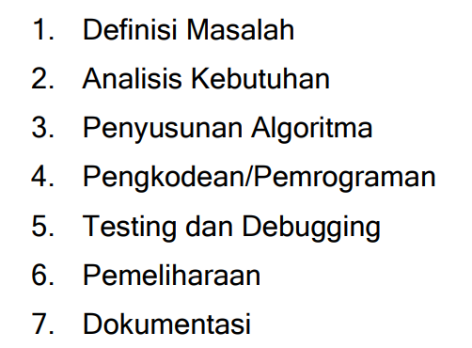 1. Definisi Masalah
2. Analisis Kebutuhan
3. Penyusunan Algoritma
4. Pengkodean/Pemrograman
5. Testing dan Debugging
6. Pemeliharaan
7. Dokumentasi